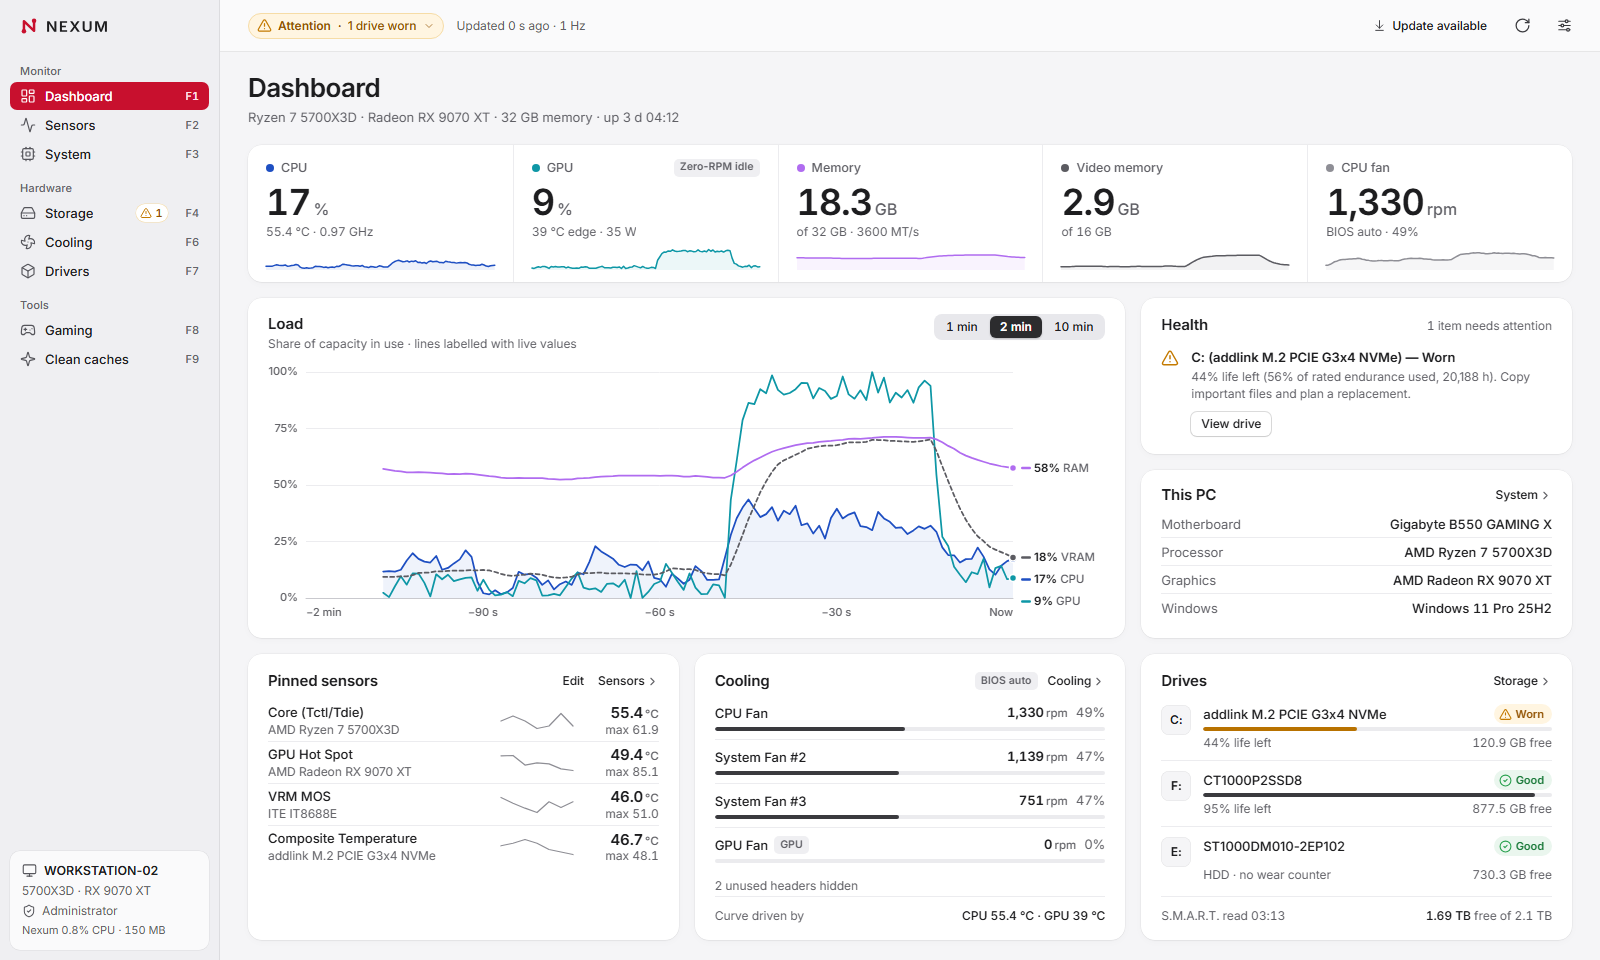 NEXUM
Monitor
Dashboard F1
Sensors F2
System F3
Hardware
Storage 1 F4
Cooling F6
Drivers F7
Tools
Gaming F8
Clean caches F9
WORKSTATION-02
5700X3D · RX 9070 XT
Administrator
Nexum 0.8% CPU · 150 MB
Attention · 1 drive worn
Updated 0 s ago · 1 Hz
Update available
Dashboard
Ryzen 7 5700X3D · Radeon RX 9070 XT · 32 GB memory · up 3 d 04:12
CPU
17 %
55.4 °C · 0.97 GHz
GPU Zero-RPM idle
9 %
39 °C edge · 35 W
Memory
18.3 GB
of 32 GB · 3600 MT/s
Video memory
2.9 GB
of 16 GB
CPU fan
1,330 rpm
BIOS auto · 49%
Load
Share of capacity in use · lines labelled with live values
1 min 2 min 10 min
100%
75%
50%
25%
0%
−2 min −90 s −60 s −30 s Now
58% RAM
18% VRAM
17% CPU
9% GPU
Health 1 item needs attention
C: (addlink M.2 PCIE G3x4 NVMe) — Worn
44% life left (56% of rated endurance used, 20,188 h). Copy
important files and plan a replacement.
View drive
This PC System
Motherboard Gigabyte B550 GAMING X
Processor AMD Ryzen 7 5700X3D
Graphics AMD Radeon RX 9070 XT
Windows Windows 11 Pro 25H2
Pinned sensors Edit Sensors
Core (Tctl/Tdie) 55.4 °C
AMD Ryzen 7 5700X3D max 61.9
GPU Hot Spot 49.4 °C
AMD Radeon RX 9070 XT max 85.1
VRM MOS 46.0 °C
ITE IT8688E max 51.0
Composite Temperature 46.7 °C
addlink M.2 PCIE G3x4 NVMe max 48.1
Cooling BIOS auto Cooling
CPU Fan 1,330 rpm 49%
System Fan #2 1,139 rpm 47%
System Fan #3 751 rpm 47%
GPU Fan GPU 0 rpm 0%
2 unused headers hidden
Curve driven by CPU 55.4 °C · GPU 39 °C
Drives Storage
C: addlink M.2 PCIE G3x4 NVMe Worn
44% life left 120.9 GB free
F: CT1000P2SSD8 Good
95% life left 877.5 GB free
E: ST1000DM010-2EP102 Good
HDD · no wear counter 730.3 GB free
S.M.A.R.T. read 03:13 1.69 TB free of 2.1 TB